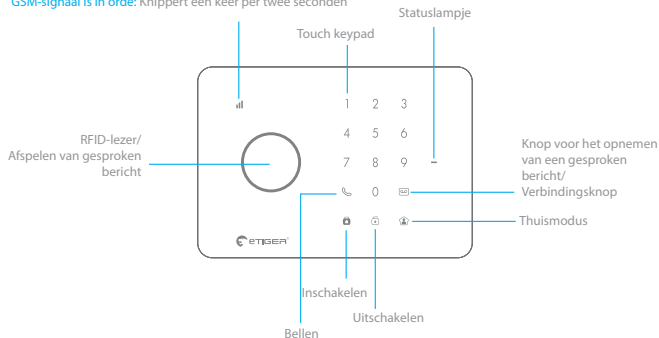 GSM-signaal is in orde: Knippert één keer per twee seconden
Statuslampje
Touch keypad
1 2 3
4 5 6
7 8 9
0
RFID-lezer/
Afspelen van gesproken
bericht
Knop voor het opnemen
van een gesproken
bericht/
Verbindingsknop
Thuismodus
eTIGER
Inschakelen
Uitschakelen
Bellen